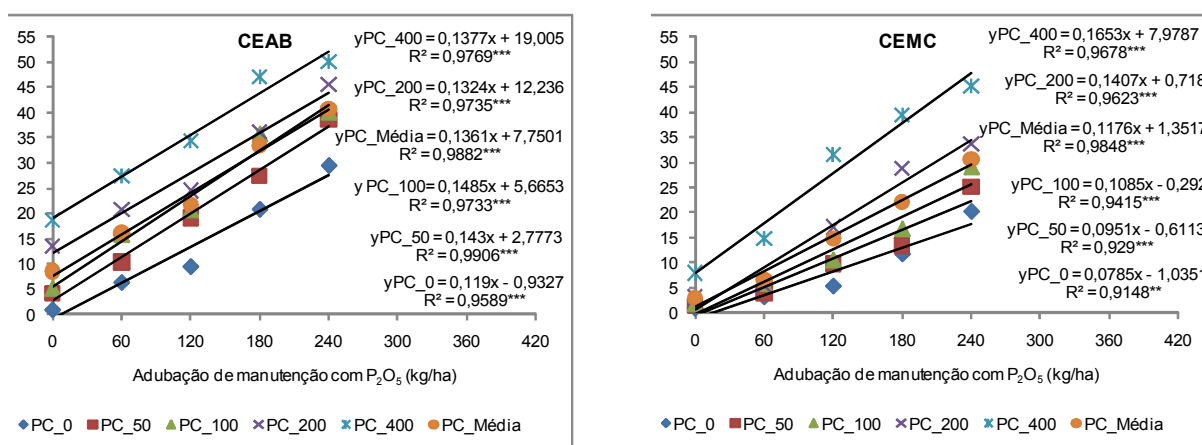 CEAB
yPC_400 = 0,1377x + 19,005
R² = 0,9769***
yPC_200 = 0,1324x + 12,236
R² = 0,9735***
yPC_Média = 0,1361x + 7,7501
R² = 0,9882***
y PC_100 = 0,1485x + 5,6653
R² = 0,9733***
yPC_50 = 0,143x + 2,7773
R² = 0,9906***
yPC_0 = 0,119x - 0,9327
R² = 0,9589***
55
50
45
40
35
30
25
20
15
10
5
0
0 60 120 180 240 300 360 420
Adubação de manutenção com P₂O₅ (kg/ha)
PC_0 PC_50 PC_100 PC_200 PC_400 PC_Média
CEMC
yPC_400 = 0,1653x + 7,9787
R² = 0,9678***
yPC_200 = 0,1407x + 0,718
R² = 0,9623***
yPC_Média = 0,1176x + 1,3517
R² = 0,9848***
yPC_100 = 0,1085x - 0,292
R² = 0,9415***
yPC_50 = 0,0951x - 0,6113
R² = 0,929***
yPC_0 = 0,0785x - 1,0351
R² = 0,9148**
55
50
45
40
35
30
25
20
15
10
5
0
0 60 120 180 240 300 360 420
Adubação de manutenção com P₂O₅ (kg/ha)
PC_0 PC_50 PC_100 PC_200 PC_400 PC_Média